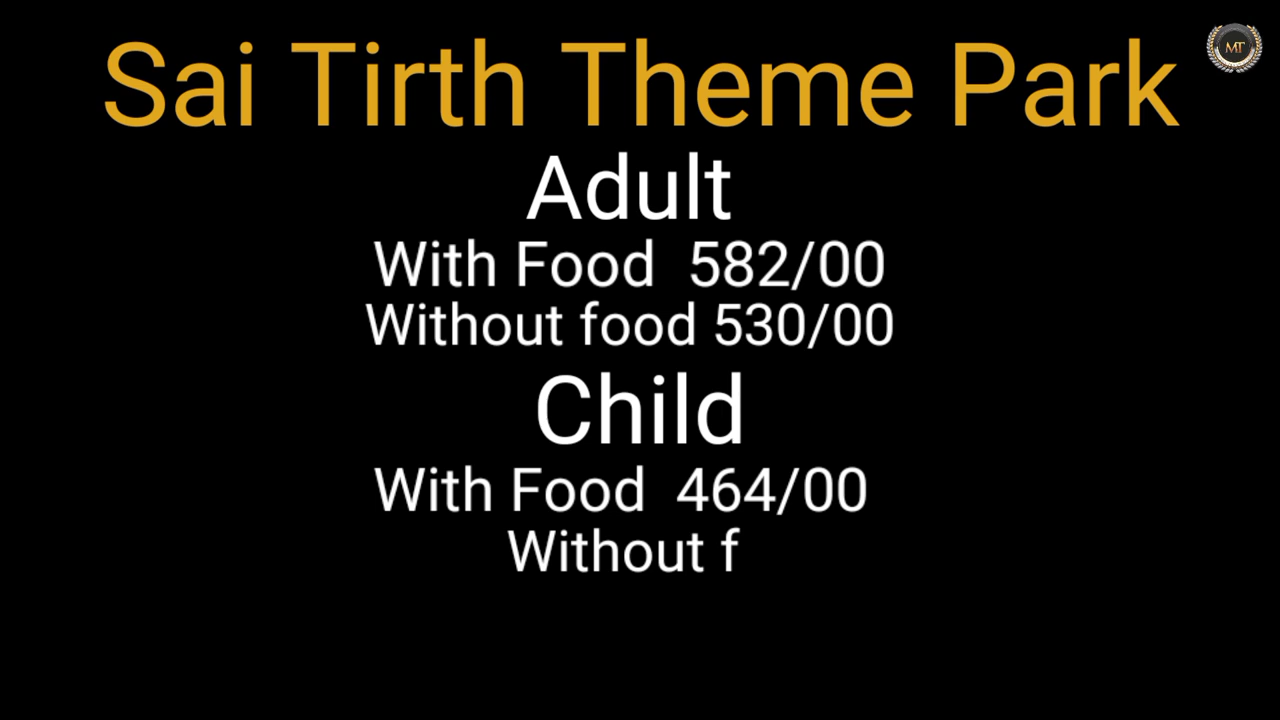 MT
Sai Tirth Theme Park
Adult
With Food 582/00
Without food 530/00
Child
With Food 464/00
Without f